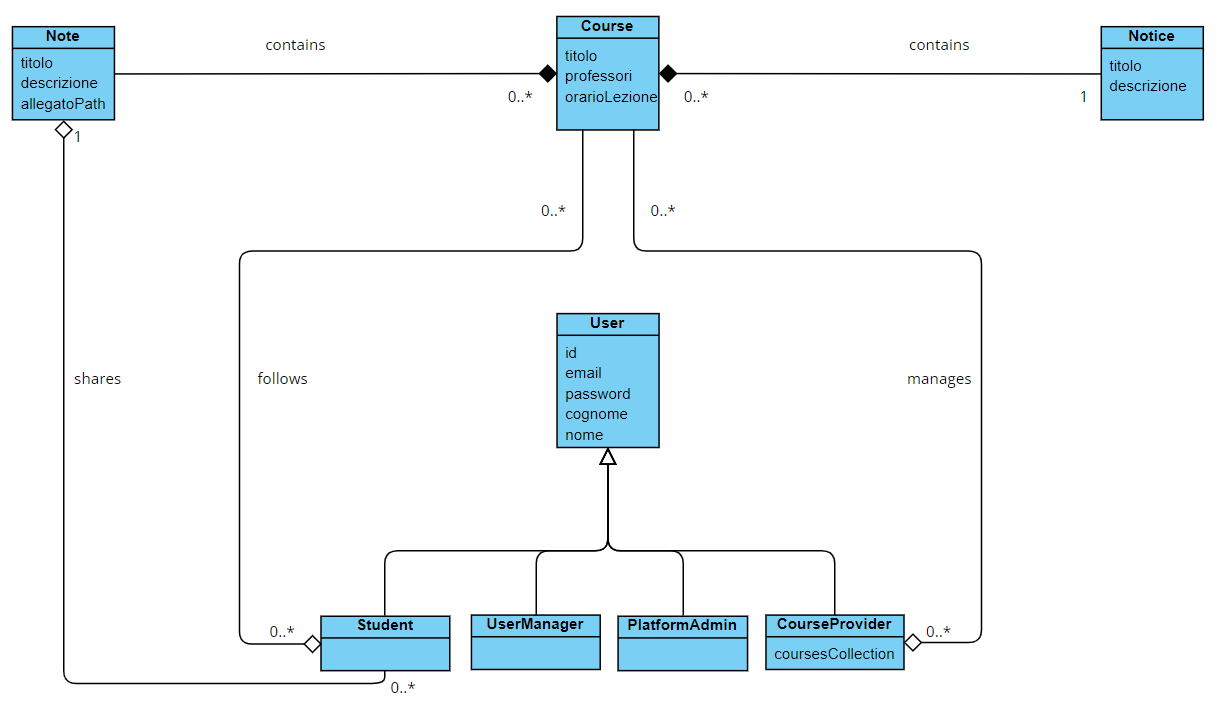 Note
titolo
descrizione
allegatoPath
contains
Course
titolo
professori
orarioLezione
0..*
0..*
contains
Notice
titolo
descrizione
1
1
0..*
0..*
shares
follows
manages
User
id
email
password
cognome
nome
0..*
Student
UserManager
PlatformAdmin
CourseProvider
coursesCollection
0..*
0..*